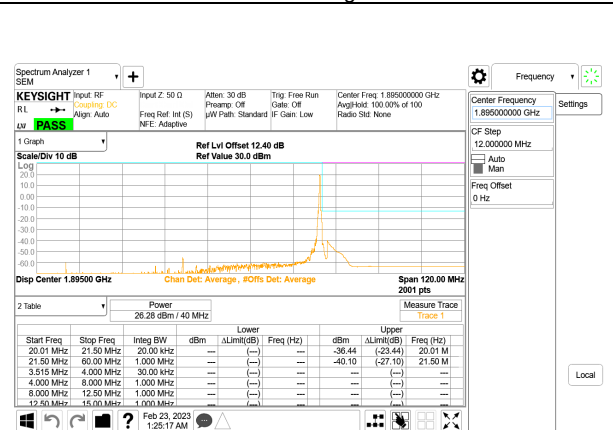 Spectrum Analyzer 1
SEM
Frequency
KEYSIGHT
RL
LXI PASS
Input: RF
Coupling: DC
Align: Auto
Input Z: 50 Ω
Freq Ref: Int (S)
NFE: Adaptive
Atten: 30 dB
Preamp: Off
µW Path: Standard
Trig: Free Run
Gate: Off
IF Gain: Low
Center Freq: 1.895000000 GHz
Avg|Hold: 100.00% of 100
Radio Std: None
Center Frequency
1.895000000 GHz
Settings
CF Step
12.000000 MHz
Auto
Man
Freq Offset
0 Hz
Local
1 Graph
Scale/Div 10 dB
Ref Lvl Offset 12.40 dB
Ref Value 30.0 dBm
Log
20.0
10.0
0.00
-10.0
-20.0
-30.0
-40.0
-50.0
-60.0
Disp Center 1.89500 GHz
Chan Det: Average , #Offs Det: Average
Span 120.00 MHz
2001 pts
2 Table
Power
26.28 dBm / 40 MHz
Measure Trace
Trace 1
Lower Upper
Start Freq Stop Freq Integ BW dBm ΔLimit(dB) Freq (Hz) dBm ΔLimit(dB) Freq (Hz)
20.01 MHz 21.50 MHz 20.00 kHz --- (---) --- -36.44 (-23.44) 20.01 M
21.50 MHz 60.00 MHz 1.000 MHz --- (---) --- -40.10 (-27.10) 21.50 M
3.515 MHz 4.000 MHz 30.00 kHz --- (---) --- --- (---) ---
4.000 MHz 8.000 MHz 1.000 MHz --- (---) --- --- (---) ---
8.000 MHz 12.50 MHz 1.000 MHz --- (---) --- --- (---) ---
12.50 MHz 15.00 MHz 1.000 MHz --- (---) --- --- (---) ---
Feb 23, 2023
1:25:17 AM